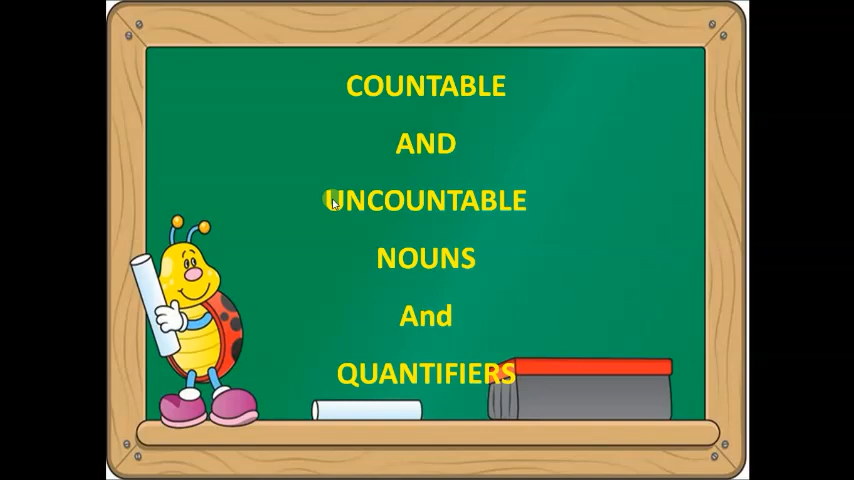 COUNTABLE
AND
UNCOUNTABLE
NOUNS
And
QUANTIFIERS